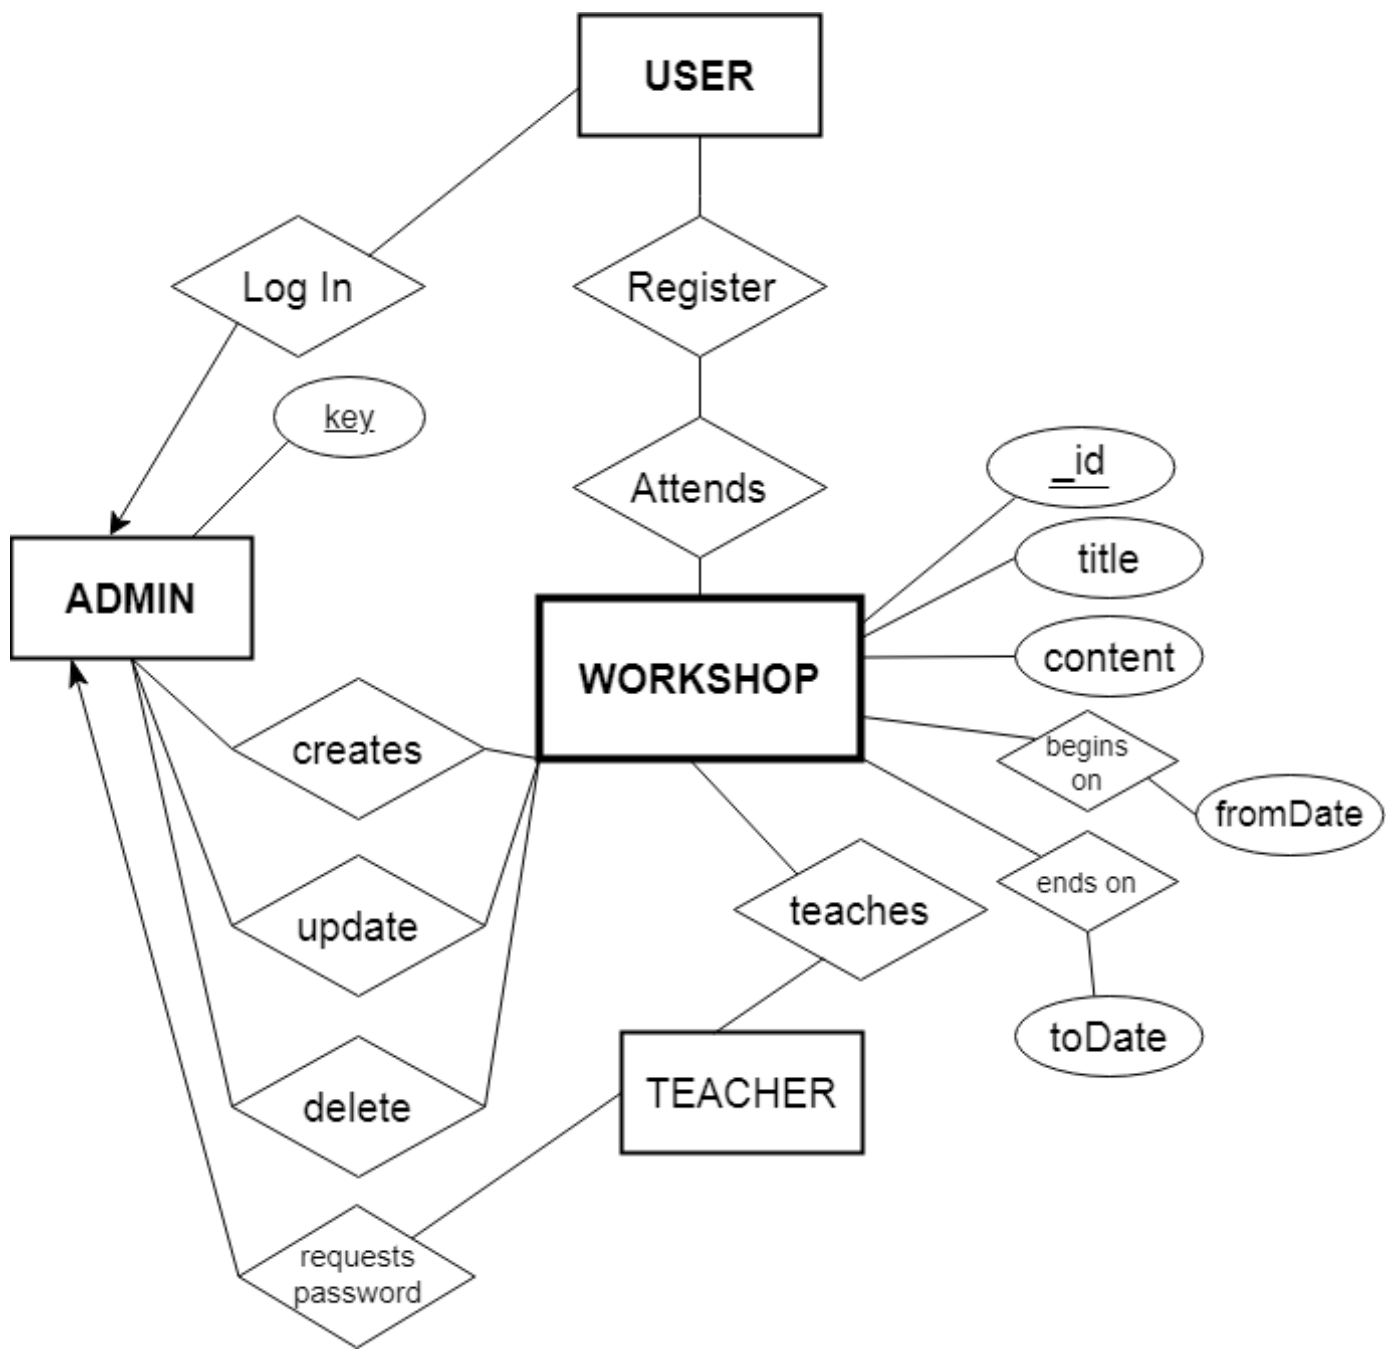 USER
Log In
Register
key
Attends
_id
title
ADMIN
content
WORKSHOP
creates
begins
on
fromDate
update
teaches
ends on
toDate
delete
TEACHER
requests
password